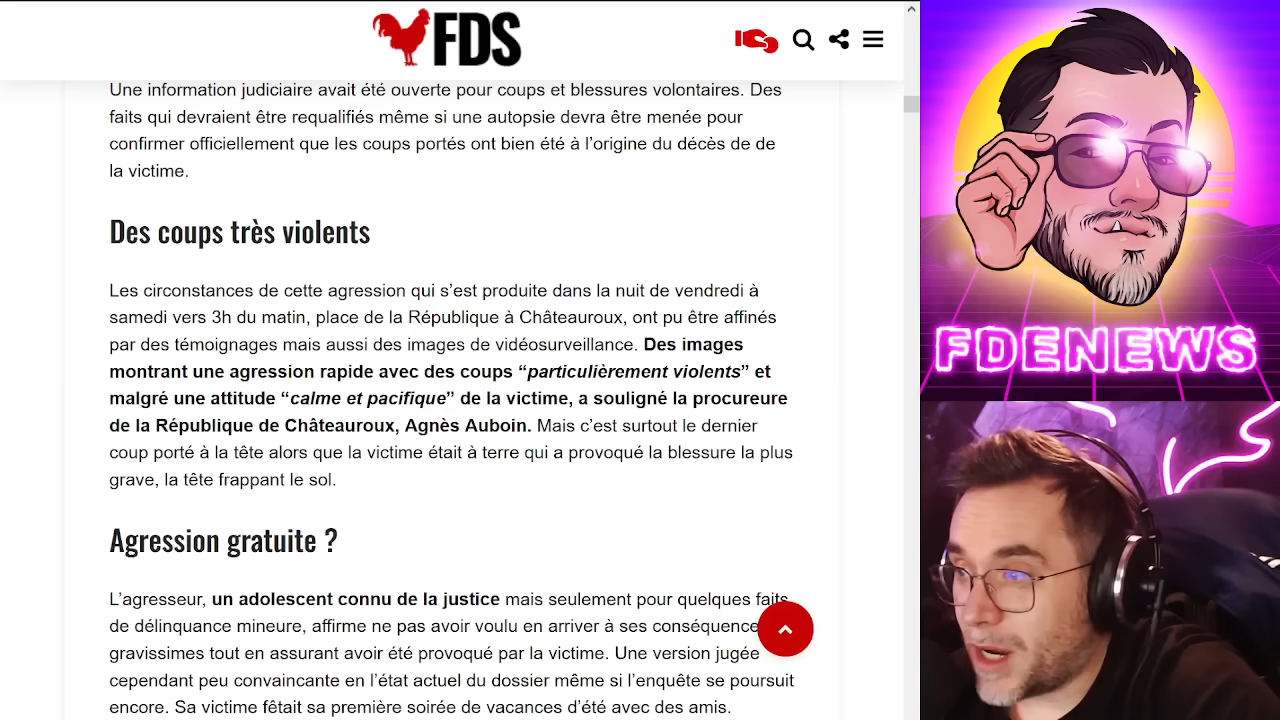 FDS
Une information judiciaire avait été ouverte pour coups et blessures volontaires. Des
faits qui devraient être requalifiés même si une autopsie devra être menée pour
confirmer officiellement que les coups portés ont bien été à l’origine du décès de de
la victime.
Des coups très violents
Les circonstances de cette agression qui s’est produite dans la nuit de vendredi à
samedi vers 3h du matin, place de la République à Châteauroux, ont pu être affinés
par des témoignages mais aussi des images de vidéosurveillance. Des images
montrant une agression rapide avec des coups “particulièrement violents” et
malgré une attitude “calme et pacifique” de la victime, a souligné la procureure
de la République de Châteauroux, Agnès Auboin. Mais c’est surtout le dernier
coup porté à la tête alors que la victime était à terre qui a provoqué la blessure la plus
grave, la tête frappant le sol.
Agression gratuite ?
L’agresseur, un adolescent connu de la justice mais seulement pour quelques faits
de délinquance mineure, affirme ne pas avoir voulu en arriver à ses conséquence
gravissimes tout en assurant avoir été provoqué par la victime. Une version jugée
cependant peu convaincante en l’état actuel du dossier même si l’enquête se poursuit
encore. Sa victime fêtait sa première soirée de vacances d’été avec des amis.
FDENEWS